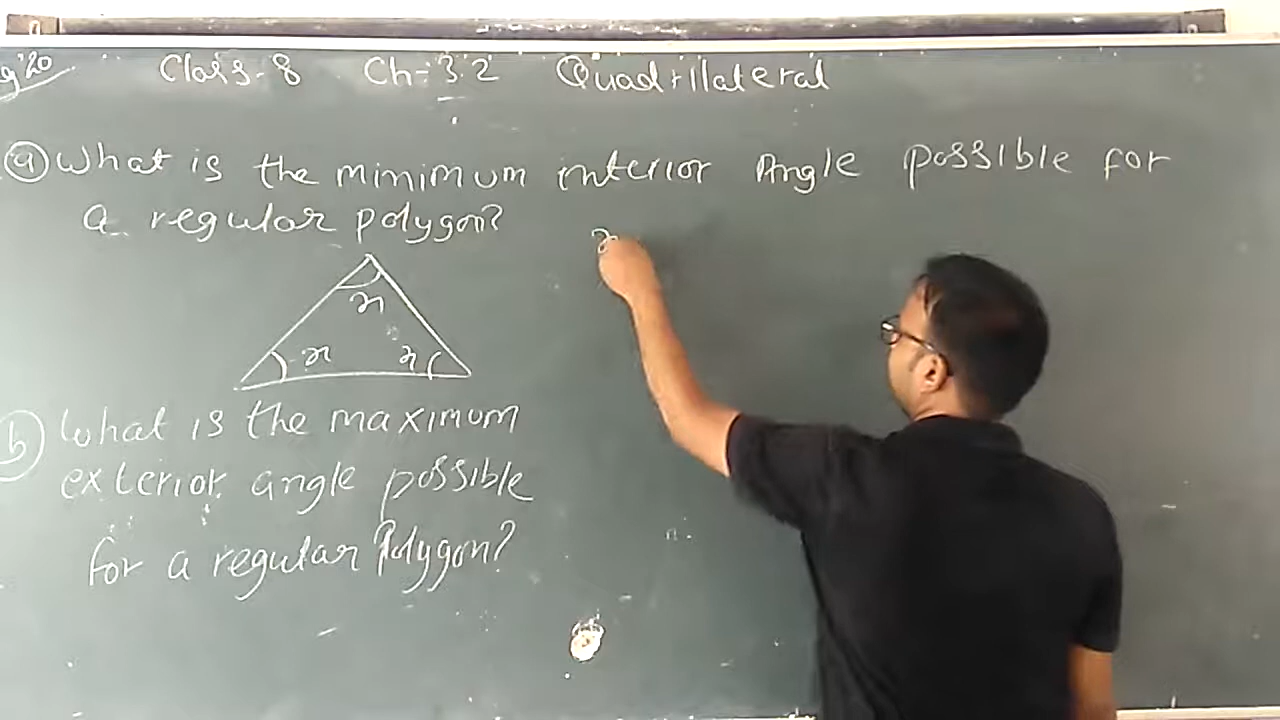 g'20 Class-8 Ch-3.2 Quadrilateral
(a) What is the minimum interior Angle possible for
a regular polygon?
x
x
x x
(b) What is the maximum
exterior angle possible
for a regular Polygon?